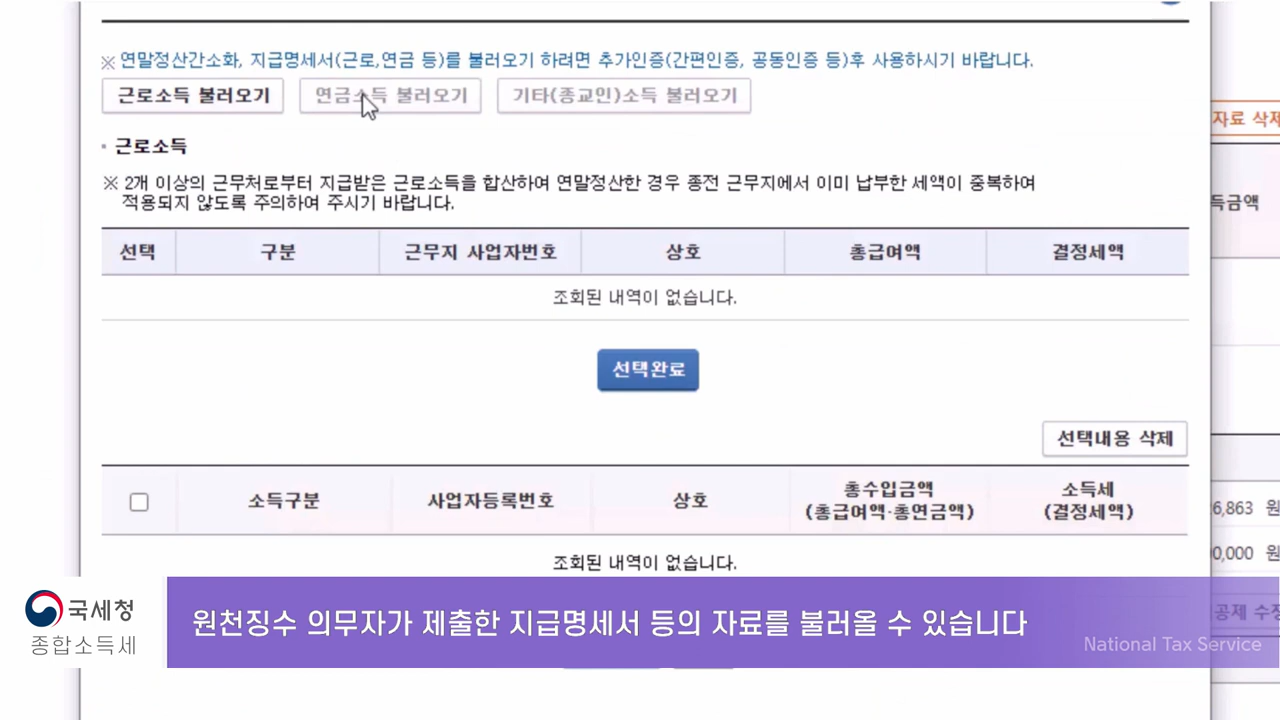 ※ 연말정산간소화, 지급명세서(근로,연금 등)를 불러오기 하려면 추가인증(간편인증, 공동인증 등)후 사용하시기 바랍니다.
근로소득 불러오기 연금소득 불러오기 기타(종교인)소득 불러오기
자료 삭제
· 근로소득
※ 2개 이상의 근무처로부터 지급받은 근로소득을 합산하여 연말정산한 경우 종전 근무지에서 이미 납부한 세액이 중복하여
적용되지 않도록 주의하여 주시기 바랍니다.
득금액
선택 구분 근무지 사업자번호 상호 총급여액 결정세액
조회된 내역이 없습니다.
선택완료
선택내용 삭제
소득구분 사업자등록번호 상호 총수입금액 소득세
(총급여액·총연금액) (결정세액)
6,863 원
0,000 원
조회된 내역이 없습니다.
국세청
종합소득세
원천징수 의무자가 제출한 지급명세서 등의 자료를 불러올 수 있습니다
공제 수정
National Tax Service